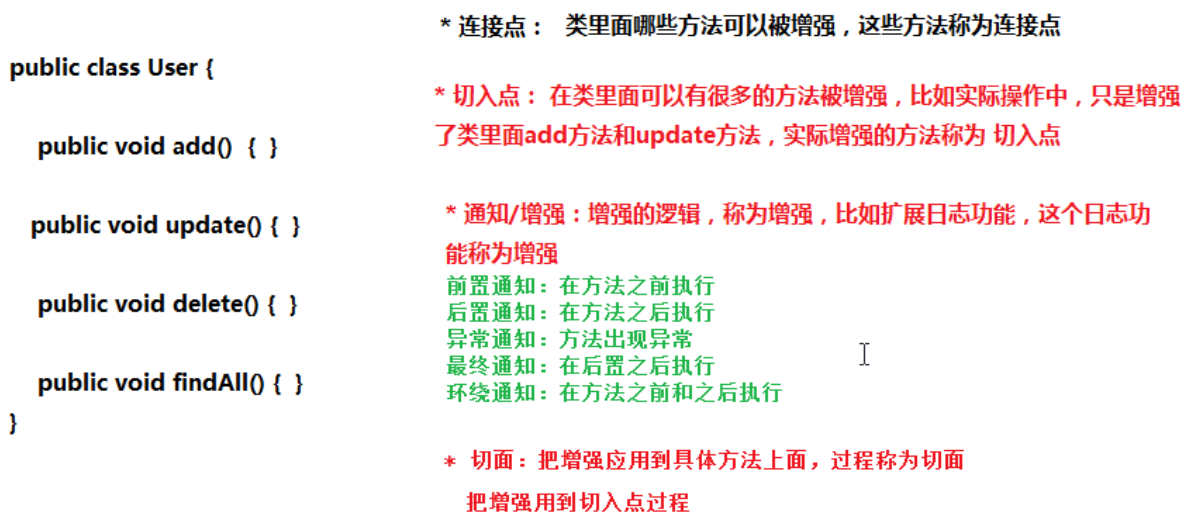 public class User {
public void add() { }
public void update() { }
public void delete() { }
public void findAll() { }
}
* 连接点： 类里面哪些方法可以被增强，这些方法称为连接点
* 切入点： 在类里面可以有很多的方法被增强，比如实际操作中，只是增强
了类里面add方法和update方法，实际增强的方法称为 切入点
* 通知/增强：增强的逻辑，称为增强，比如扩展日志功能，这个日志功
能称为增强
前置通知：在方法之前执行
后置通知：在方法之后执行
异常通知：方法出现异常
最终通知：在后置之后执行
环绕通知：在方法之前和之后执行
* 切面：把增强应用到具体方法上面，过程称为切面
把增强用到切入点过程